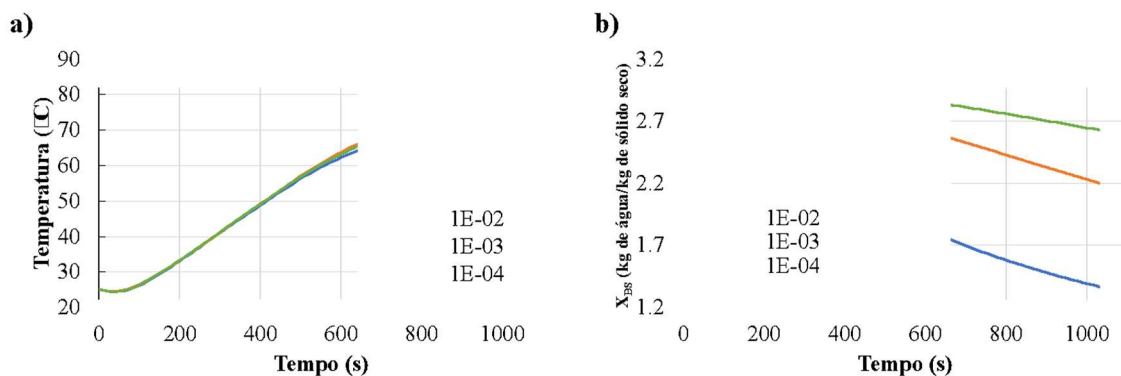 a)
90
80
70
60
50
40
30
20
Temperatura (□C)
0
200
400
600
800
1000
Tempo (s)
1E-02
1E-03
1E-04
b)
3.2
2.7
2.2
1.7
1.2
X_BS (kg de água/kg de sólido seco)
0
200
400
600
800
1000
Tempo (s)
1E-02
1E-03
1E-04